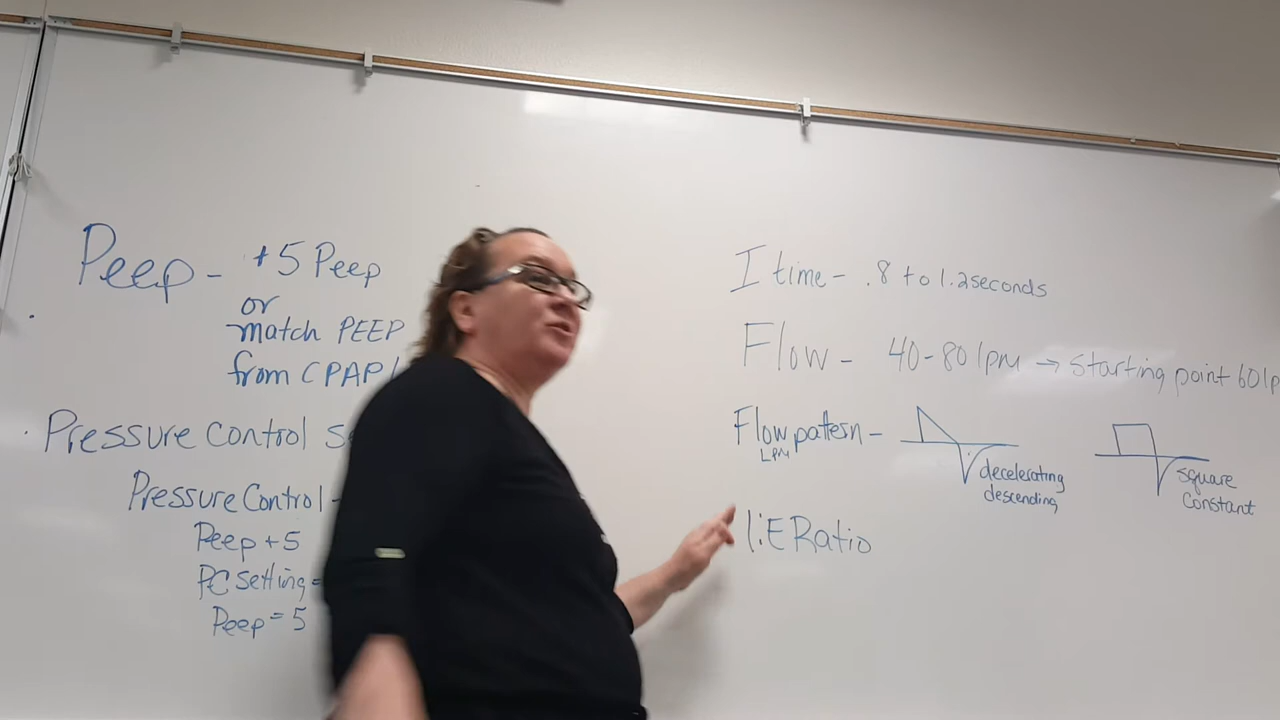 Peep - +5 Peep
or
match PEEP
from CPAP
Pressure Control
Pressure Control -
Peep +5
PC setting =
Peep = 5
I time - .8 to 1.2 seconds
Flow - 40-80 lpm → starting point 60
Flow pattern -
LPM
decelerating
descending
square
constant
I:E Ratio